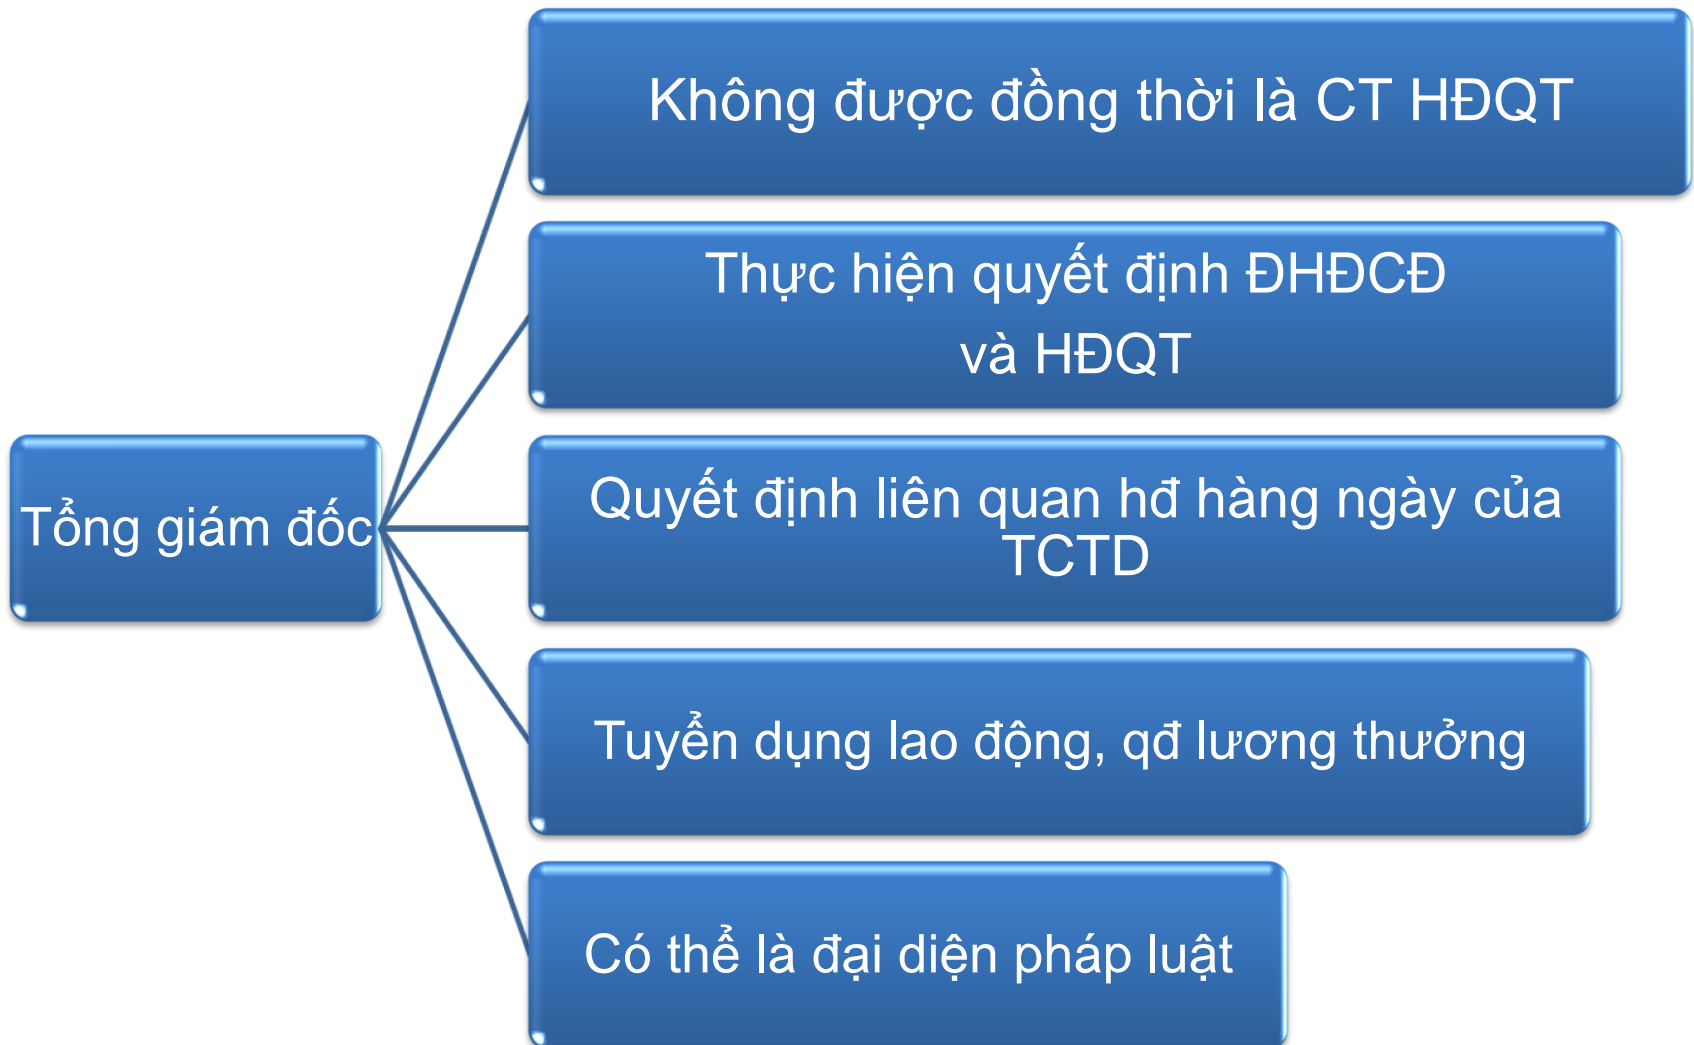 Không được đồng thời là CT HĐQT
Thực hiện quyết định ĐHĐCĐ
và HĐQT
Tổng giám đốc
Quyết định liên quan hđ hàng ngày của
TCTD
Tuyển dụng lao động, qđ lương thưởng
Có thể là đại diện pháp luật